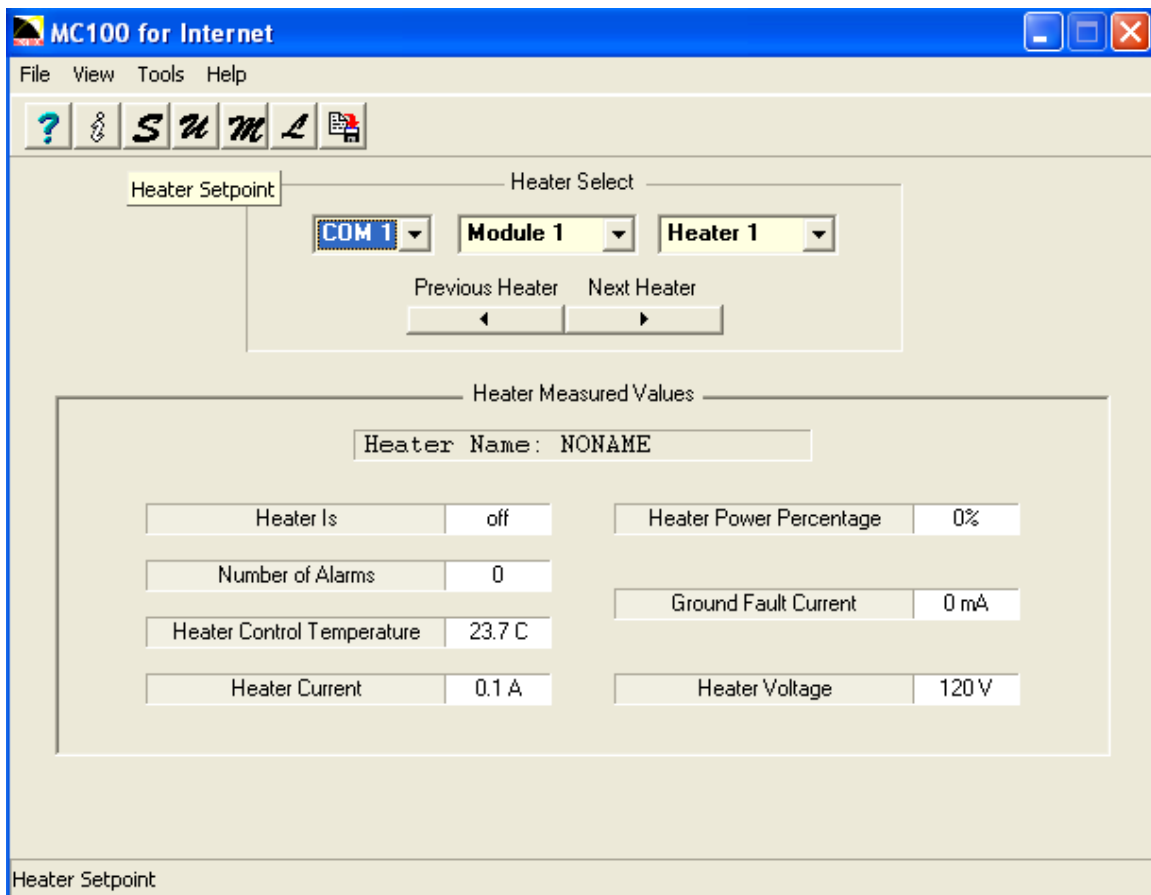 MC100 for Internet
File View Tools Help
? i S U M L
Heater Setpoint
Heater Select
COM 1 Module 1 Heater 1
Previous Heater Next Heater
Heater Measured Values
Heater Name: NONAME
Heater Is off Heater Power Percentage 0%
Number of Alarms 0
Ground Fault Current 0 mA
Heater Control Temperature 23.7 C
Heater Current 0.1 A Heater Voltage 120 V
Heater Setpoint